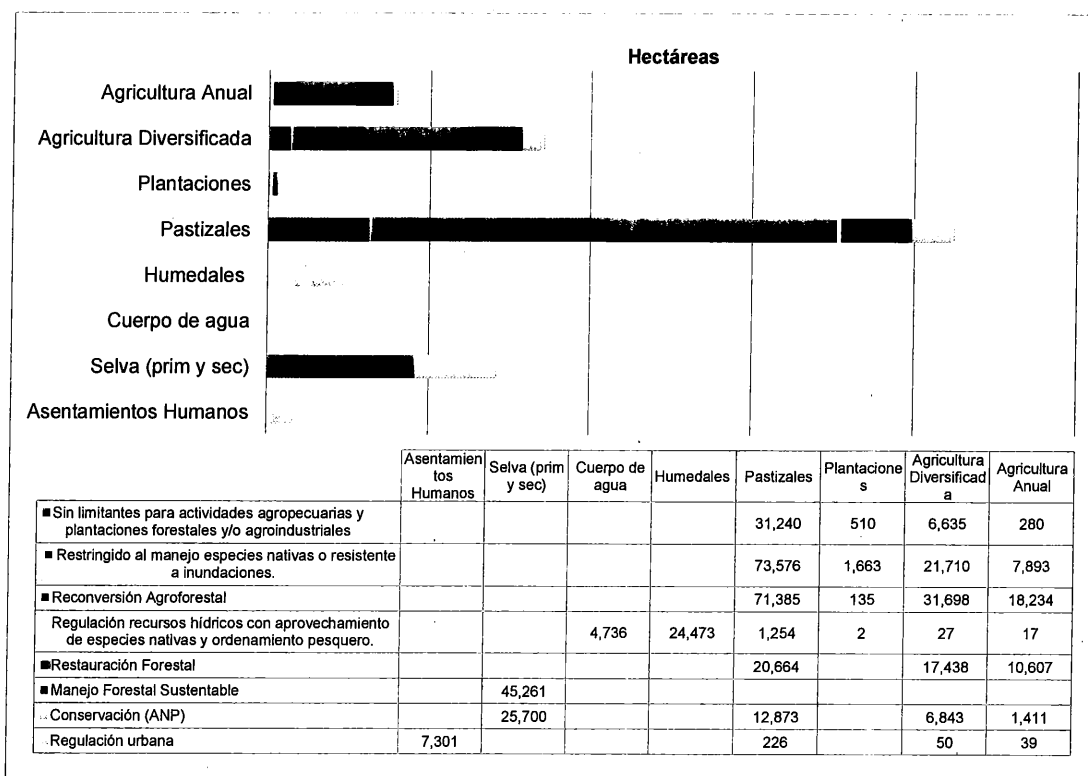 Hectáreas
Agricultura Anual
Agricultura Diversificada
Plantaciones
Pastizales
Humedales
Cuerpo de agua
Selva (prim y sec)
Asentamientos Humanos
Asentamien
tos
Humanos
Selva (prim
y sec)
Cuerpo de
agua
Humedales
Pastizales
Plantacione
s
Agricultura
Diversificad
a
Agricultura
Anual
Sin limitantes para actividades agropecuarias y
plantaciones forestales y/o agroindustriales
31,240 510 6,635 280
Restringido al manejo especies nativas o resistente
a inundaciones.
73,576 1,663 21,710 7,893
Reconversión Agroforestal 71,385 135 31,698 18,234
Regulación recursos hídricos con aprovechamiento
de especies nativas y ordenamiento pesquero.
4,736 24,473 1,254 2 27 17
Restauración Forestal 20,664 17,438 10,607
Manejo Forestal Sustentable 45,261
Conservación (ANP) 25,700 12,873 6,843 1,411
Regulación urbana 7,301 226 50 39